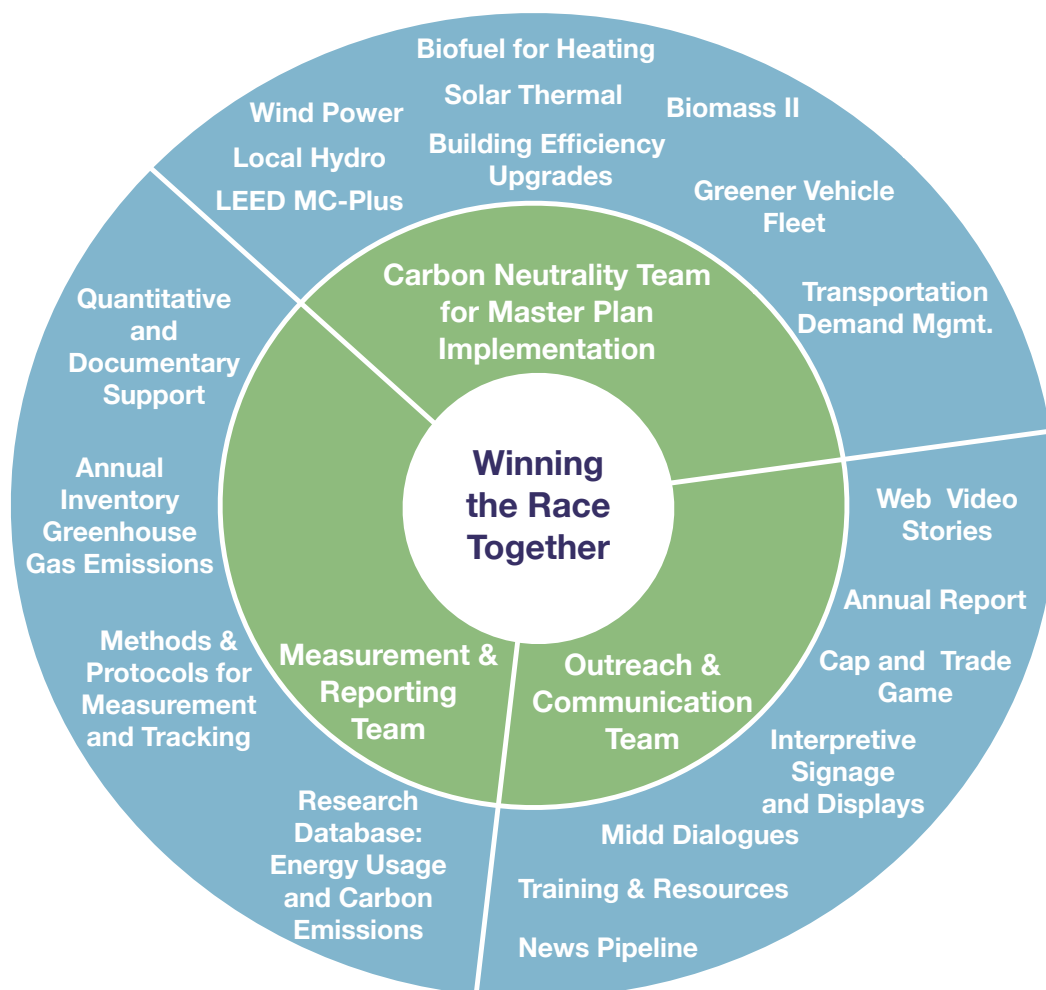 Biofuel for Heating
Solar Thermal
Building Efficiency
Upgrades
Wind Power
Local Hydro
LEED MC-Plus
Biomass II
Greener Vehicle
Fleet
Transportation
Demand Mgmt.
Carbon Neutrality Team
for Master Plan
Implementation
Quantitative
and
Documentary
Support
Annual
Inventory
Greenhouse
Gas Emissions
Methods &
Protocols for
Measurement
and Tracking
Research
Database:
Energy Usage
and Carbon
Emissions
Measurement &
Reporting
Team
Winning
the Race
Together
Outreach &
Communication
Team
Web Video
Stories
Annual Report
Cap and Trade
Game
Interpretive
Signage
and Displays
Midd Dialogues
Training & Resources
News Pipeline